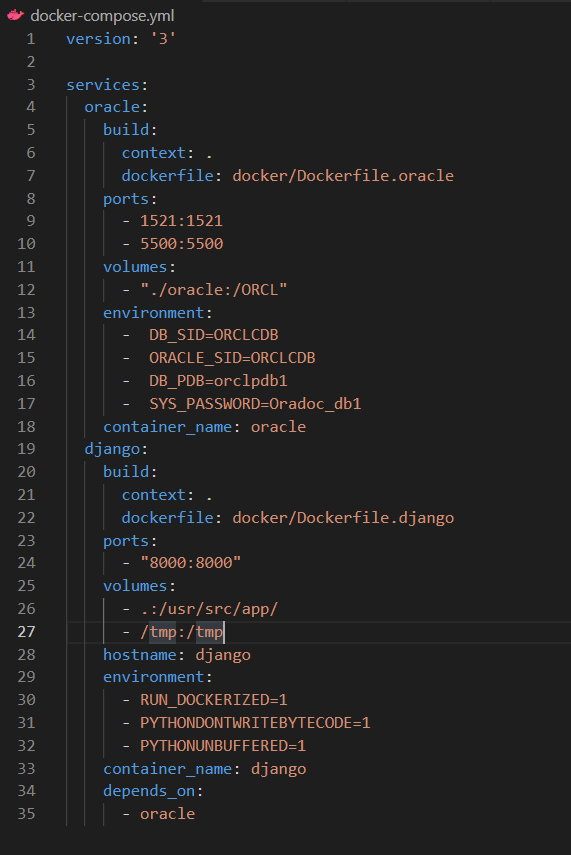 docker-compose.yml
1 version: '3'
2
3 services:
4   oracle:
5     build:
6       context: .
7       dockerfile: docker/Dockerfile.oracle
8     ports:
9       - 1521:1521
10       - 5500:5500
11     volumes:
12       - "./oracle:/ORCL"
13     environment:
14       -  DB_SID=ORCLCDB
15       -  ORACLE_SID=ORCLCDB
16       -  DB_PDB=orclpdb1
17       -  SYS_PASSWORD=Oradoc_db1
18     container_name: oracle
19   django:
20     build:
21       context: .
22       dockerfile: docker/Dockerfile.django
23     ports:
24       - "8000:8000"
25     volumes:
26       - .:/usr/src/app/
27       - /tmp:/tmp
28     hostname: django
29     environment:
30       - RUN_DOCKERIZED=1
31       - PYTHONDONTWRITEBYTECODE=1
32       - PYTHONUNBUFFERED=1
33     container_name: django
34     depends_on:
35       - oracle